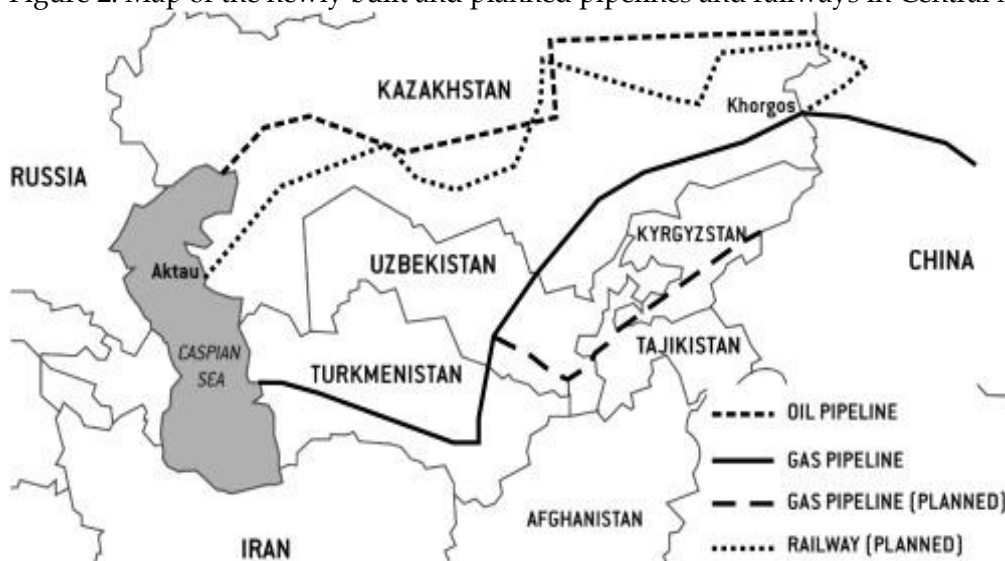 Figure 2. Map of the newly built and planned pipelines and railways in Central
KAZAKHSTAN
Khorgos
RUSSIA
KYRGYZSTAN
UZBEKISTAN
CHINA
Aktau
CASPIAN
SEA
TURKMENISTAN
TAJIKISTAN
OIL PIPELINE
GAS PIPELINE
GAS PIPELINE (PLANNED)
AFGHANISTAN
RAILWAY (PLANNED)
IRAN